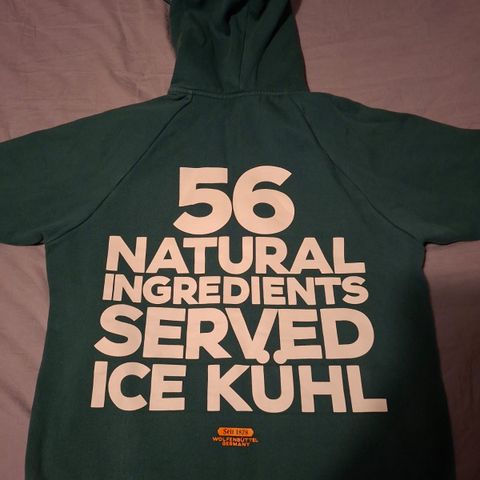 56
NATURAL
INGREDIENTS
SERVED
ICE KÜHL
Seit 1878
WOLFENBÜTTEL
GERMANY